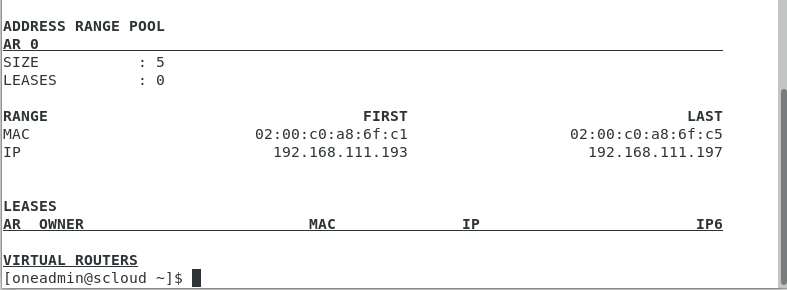 ADDRESS RANGE POOL
AR 0
SIZE : 5
LEASES : 0
RANGE FIRST LAST
MAC 02:00:c0:a8:6f:c1 02:00:c0:a8:6f:c5
IP 192.168.111.193 192.168.111.197
LEASES
AR OWNER MAC IP IP6
VIRTUAL ROUTERS
[oneadmin@scloud ~]$